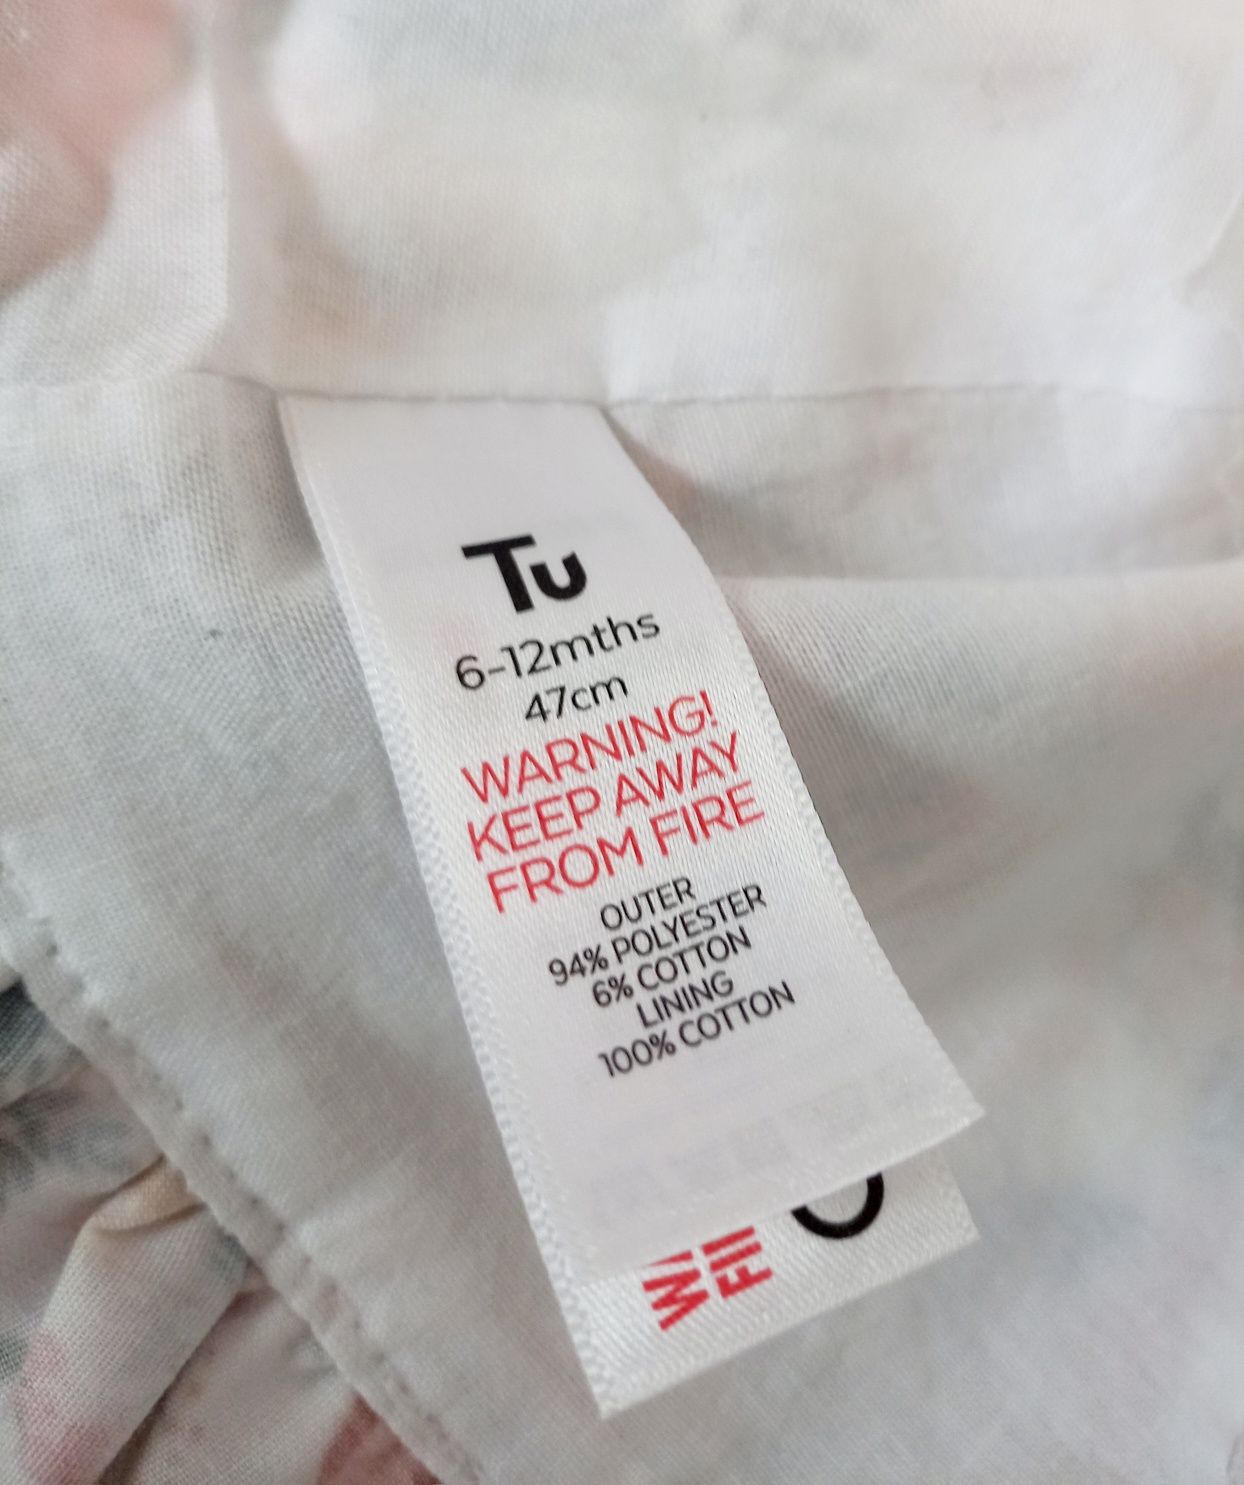 Tu
6-12mths
47cm
WARNING!
KEEP AWAY
FROM FIRE
OUTER
94% POLYESTER
6% COTTON
LINING
100% COTTON